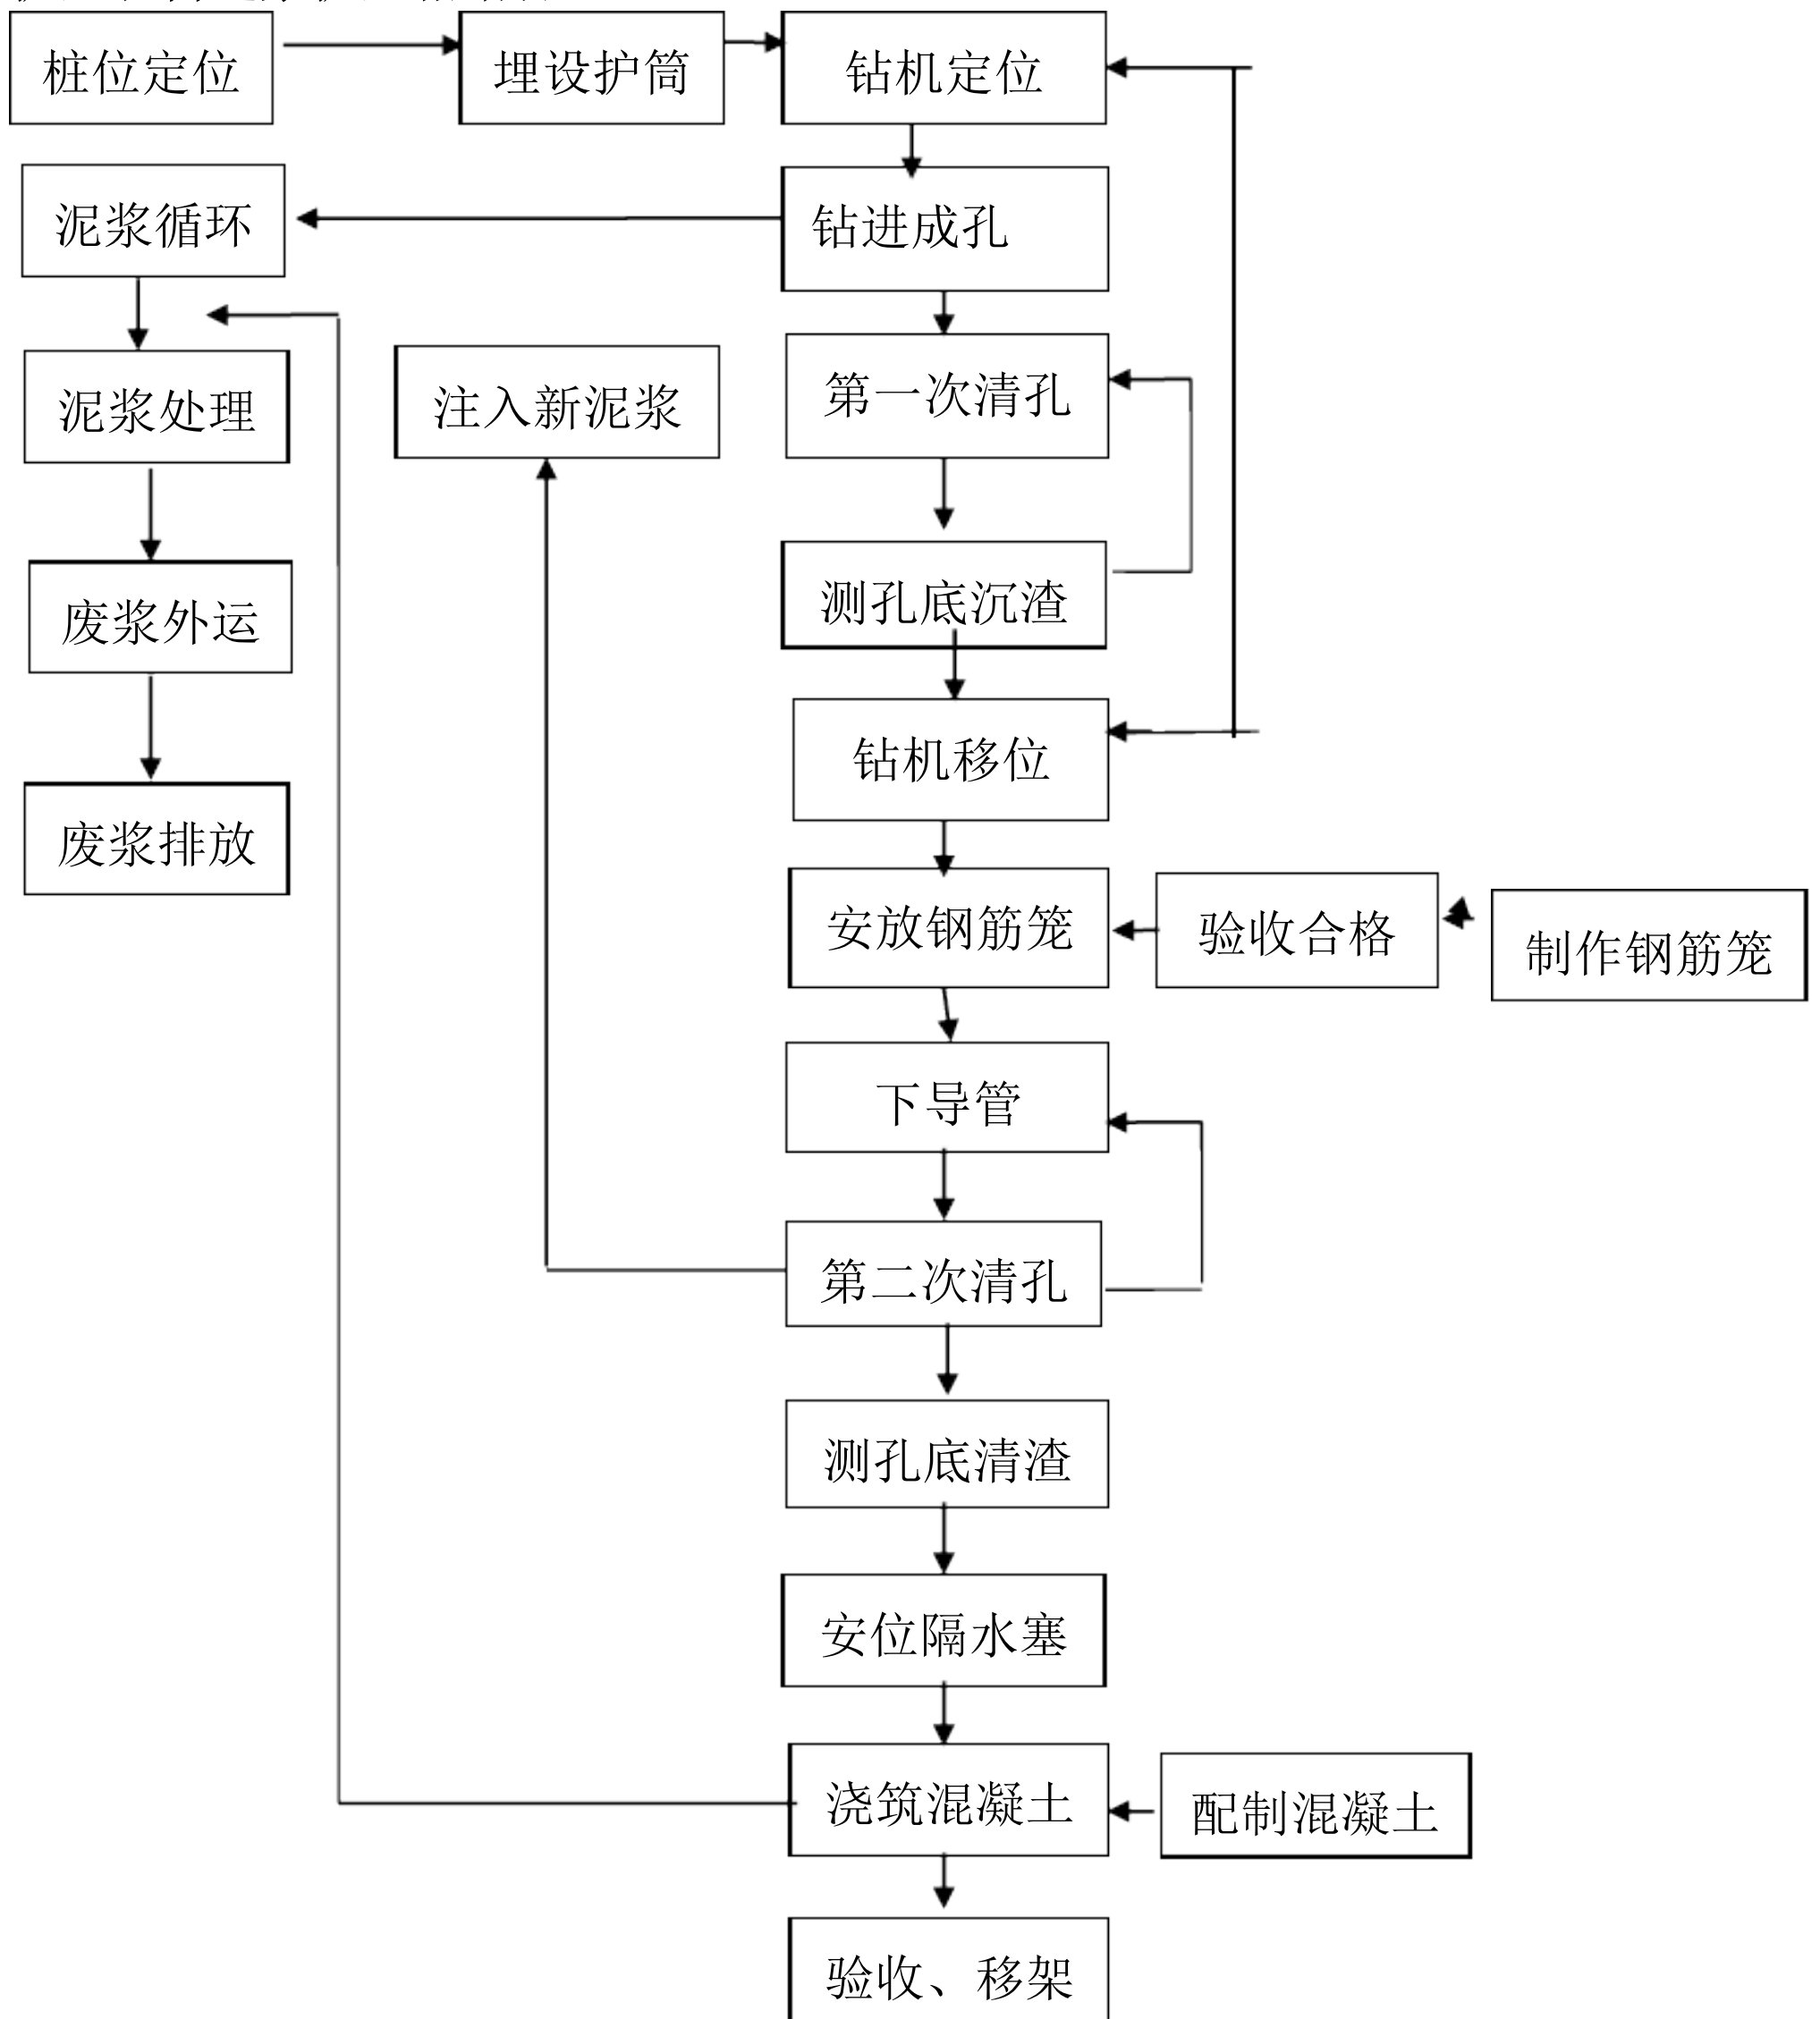 桩位定位
埋设护筒
钻机定位
泥浆循环
钻进成孔
泥浆处理
注入新泥浆
第一次清孔
废浆外运
测孔底沉渣
钻机移位
废浆排放
安放钢筋笼
验收合格
制作钢筋笼
下导管
第二次清孔
测孔底清渣
安位隔水塞
浇筑混凝土
配制混凝土
验收、移架